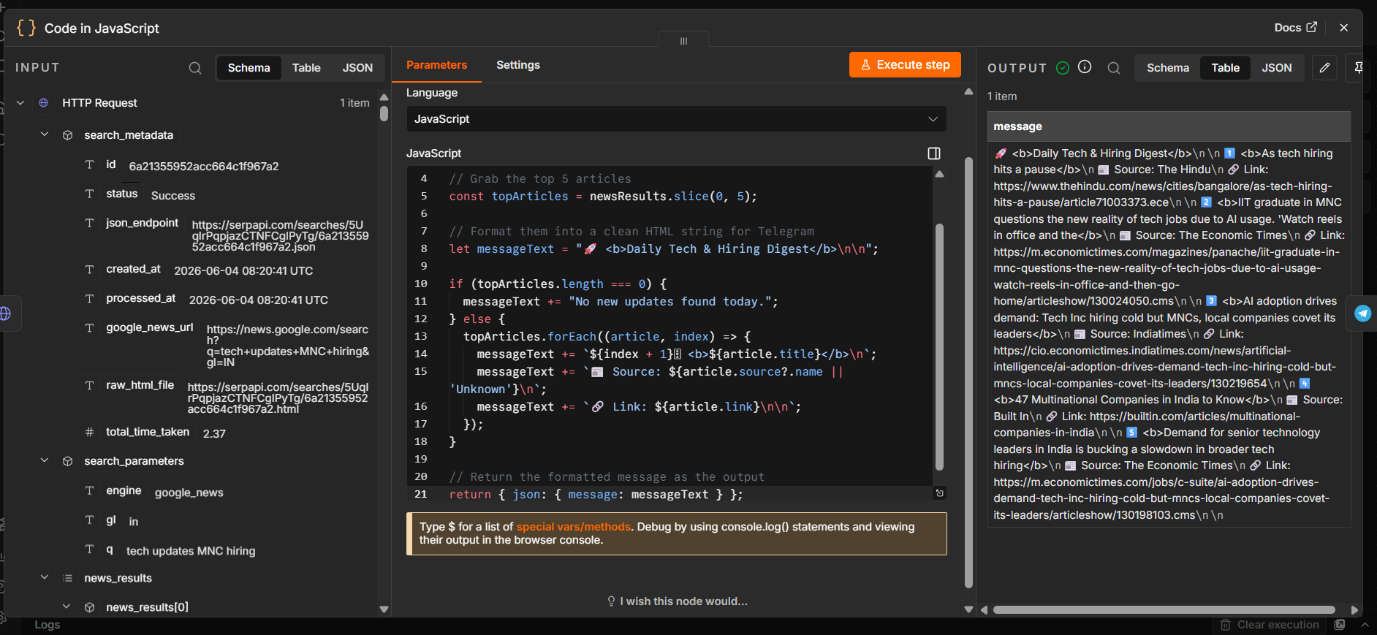 { } Code in JavaScript
Docs
INPUT
Schema
Table
JSON
HTTP Request
1 item
search_metadata
T id 6a21355952acc664c1f967a2
T status Success
T json_endpoint https://serpapi.com/searches/5U
qIrPqpjazCTNFCgIPyTg/6a213559
52acc664c1f967a2.json
T created_at 2026-06-04 08:20:41 UTC
T processed_at 2026-06-04 08:20:41 UTC
T google_news_url https://news.google.com/searc
h?
q=tech+updates+MNC+hiring&
gl=IN
T raw_html_file https://serpapi.com/searches/5UqI
rPqpjazCTNFCgIPyTg/6a21355952
acc664c1f967a2.html
# total_time_taken 2.37
search_parameters
T engine google_news
T gl in
T q tech updates MNC hiring
news_results
news_results[0]
Parameters
Settings
Execute step
Language
JavaScript
JavaScript
4 // Grab the top 5 articles
5 const topArticles = newsResults.slice(0, 5);
6
7 // Format them into a clean HTML string for Telegram
8 let messageText = "🚀 <b>Daily Tech & Hiring Digest</b>\n\n";
9
10 if (topArticles.length === 0) {
11 messageText += "No new updates found today.";
12 } else {
13 topArticles.forEach((article, index) => {
14 messageText += `${index + 1}️⃣ <b>${article.title}</b>\n`;
15 messageText += `📰 Source: ${article.source?.name ||
'Unknown'}\n`;
16 messageText += `🔗 Link: ${article.link}\n\n`;
17 });
18 }
19
20 // Return the formatted message as the output
21 return { json: { message: messageText } };
Type $ for a list of special vars/methods. Debug by using console.log() statements and viewing
their output in the browser console.
I wish this node would...
OUTPUT
Schema
Table
JSON
1 item
message
🚀 <b>Daily Tech & Hiring Digest</b>\n\n 1️⃣ <b>As tech hiring
hits a pause</b>\n 📰 Source: The Hindu\n 🔗 Link:
https://www.thehindu.com/news/cities/bangalore/as-tech-hiring-
hits-a-pause/article71003373.ece\n\n 2️⃣ <b>IIT graduate in MNC
questions the new reality of tech jobs due to AI usage. 'Watch reels
in office and the</b>\n 📰 Source: The Economic Times\n 🔗 Link:
https://m.economictimes.com/magazines/panache/iit-graduate-in-
mnc-questions-the-new-reality-of-tech-jobs-due-to-ai-usage-
watch-reels-in-office-and-then-go-
home/articleshow/130024050.cms\n\n 3️⃣ <b>AI adoption drives
demand: Tech Inc hiring cold but MNCs, local companies covet its
leaders</b>\n 📰 Source: Indiatimes\n 🔗 Link:
https://cio.economictimes.indiatimes.com/news/artificial-
intelligence/ai-adoption-drives-demand-tech-inc-hiring-cold-but-
mncs-local-companies-covet-its-leaders/130219654\n\n 4️⃣
<b>47 Multinational Companies in India to Know</b>\n 📰 Source:
Built In\n 🔗 Link: https://builtin.com/articles/multinational-
companies-in-india\n\n 5️⃣ <b>Demand for senior technology
leaders in India is bucking a slowdown in broader tech
hiring</b>\n 📰 Source: The Economic Times\n 🔗 Link:
https://m.economictimes.com/jobs/c-suite/ai-adoption-drives-
demand-tech-inc-hiring-cold-but-mncs-local-companies-covet-
its-leaders/articleshow/130198103.cms\n\n
Logs
Clear execution